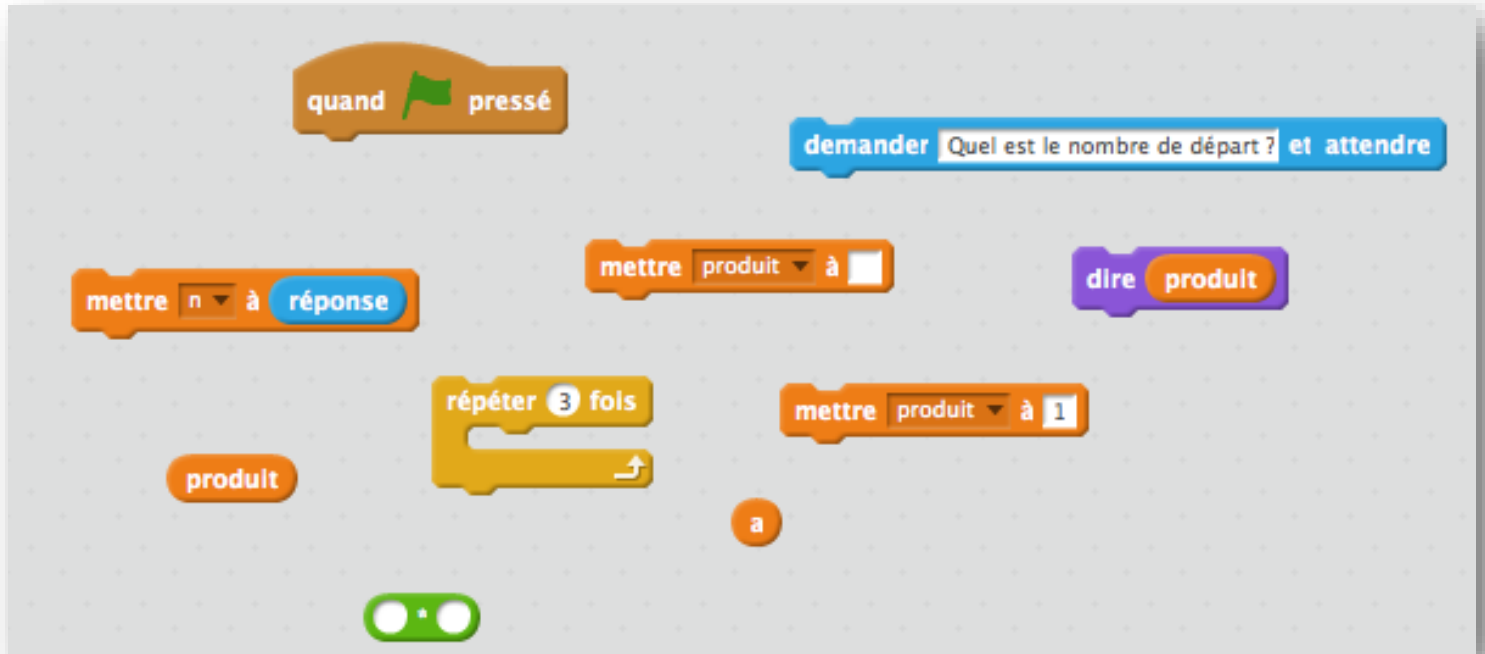 quand pressé
demander Quel est le nombre de départ ? et attendre
mettre n à réponse
mettre produit à
dire produit
répéter 3 fois
mettre produit à 1
produit
a
*